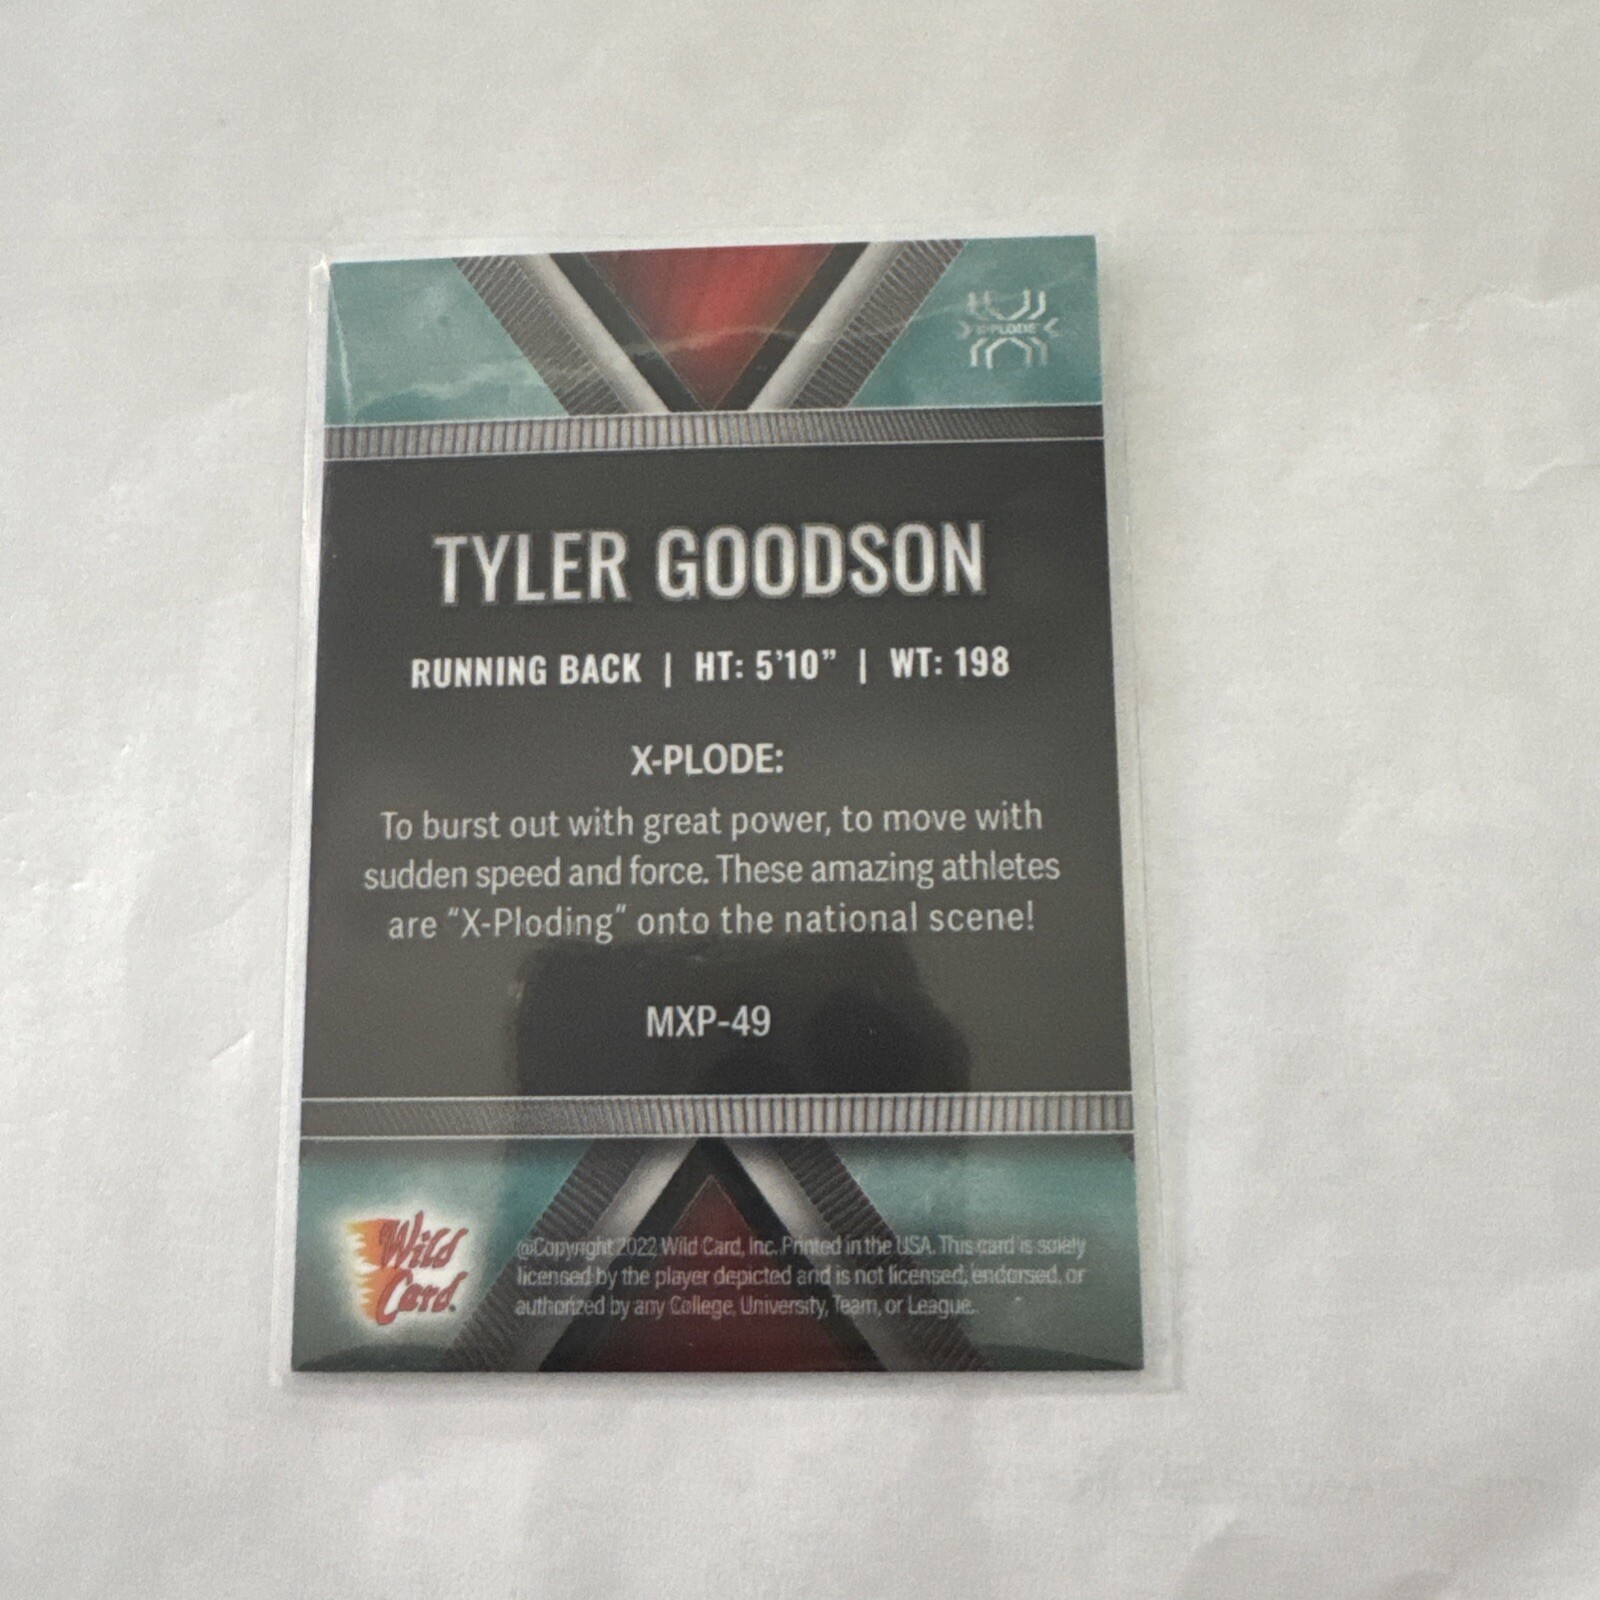 X-PLODE
TYLER GOODSON
RUNNING BACK | HT: 5'10” | WT: 198
X-PLODE:
To burst out with great power, to move with
sudden speed and force. These amazing athletes
are “X-Ploding” onto the national scene!
MXP-49
Wild
Card
@Copyright 2022 Wild Card, Inc. Printed in the USA. This card is solely
licensed by the player depicted and is not licensed, endorsed, or
authorized by any College, University, Team, or League.